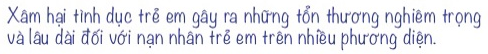 Xâm hại tình dục trẻ em gây ra những tổn thương nghiêm trọng
và lâu dài đối với nạn nhân trẻ em trên nhiều phương diện.